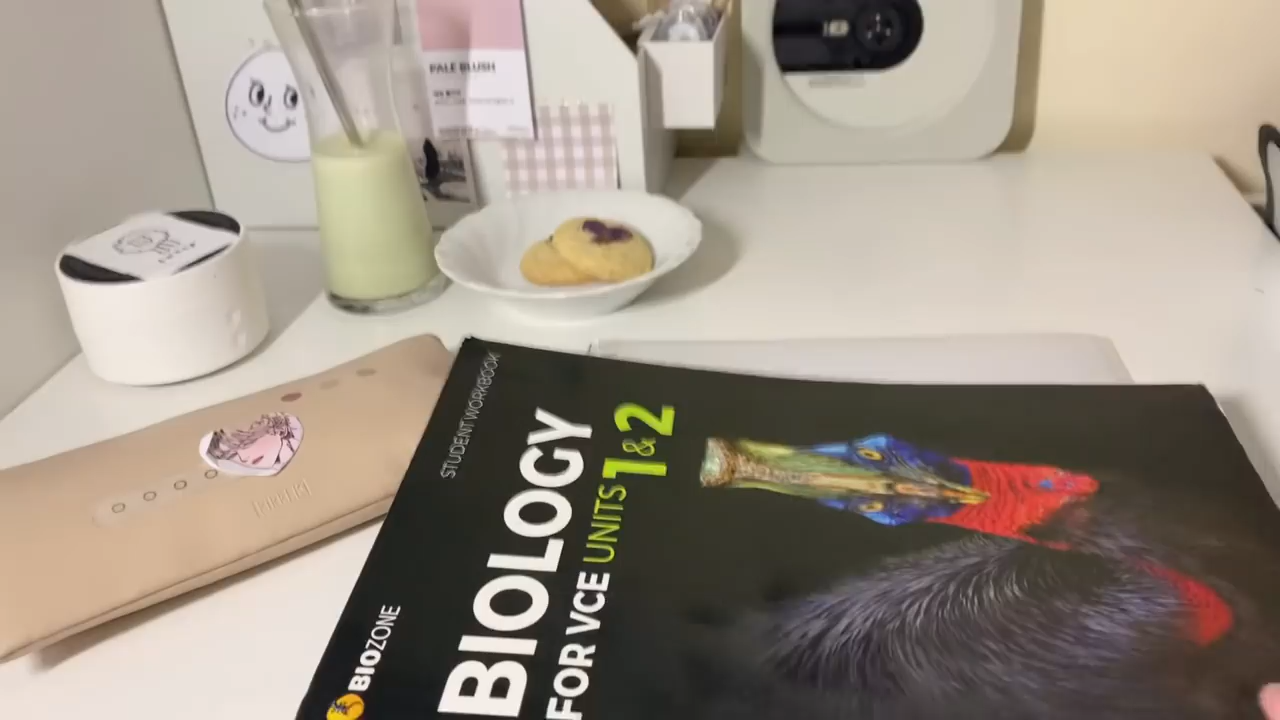 PALE BLUSH
STUDENT WORKBOOK
BIOLOGY
FOR VCE UNITS 1 & 2
BIOZONE